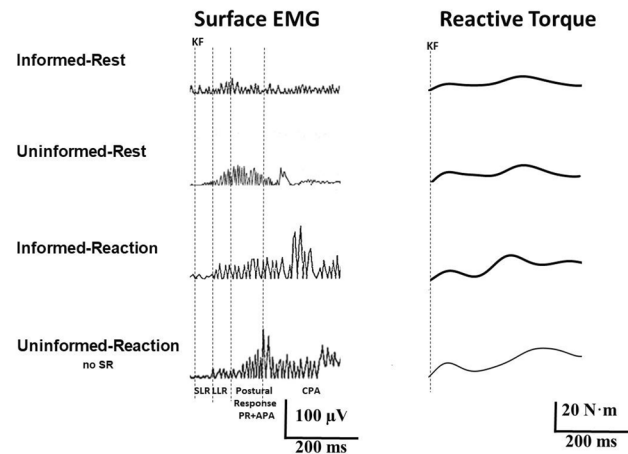 Surface EMG
Reactive Torque
KF
KF
Informed-Rest
Uninformed-Rest
Informed-Reaction
Uninformed-Reaction
no SR
SLR LLR Postural CPA
Response
PR+APA
100 µV
200 ms
20 N·m
200 ms